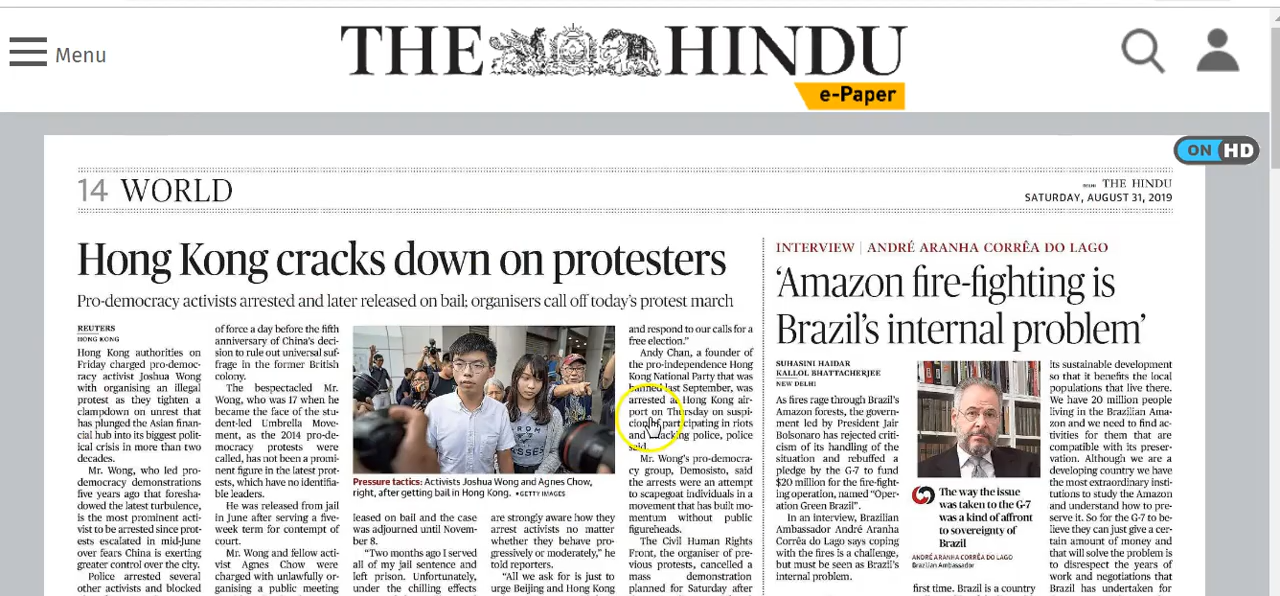 Menu
THE HINDU
e-Paper
ON HD
14 WORLD
THE HINDU
SATURDAY, AUGUST 31, 2019
Hong Kong cracks down on protesters
Pro-democracy activists arrested and later released on bail; organisers call off today's protest march
REUTERS
HONG KONG
Hong Kong authorities on
Friday charged pro-democ-
racy activist Joshua Wong
with organising an illegal
protest as they tighten a
clampdown on unrest that
has plunged the Asian finan-
cial hub into its biggest polit-
ical crisis in more than two
decades.
Mr. Wong, who led pro-
democracy demonstrations
five years ago that foresha-
dowed the latest turbulence,
is the most prominent acti-
vist to be arrested since prot-
ests escalated in mid-June
over fears China is exerting
greater control over the city.
Police arrested several
other activists and blocked
of force a day before the fifth
anniversary of China's deci-
sion to rule out universal suf-
frage in the former British
colony.
The bespectacled Mr.
Wong, who was 17 when he
became the face of the stu-
dent-led Umbrella Move-
ment, as the 2014 pro-de-
mocracy protests were
called, has not been a promi-
nent figure in the latest prot-
ests, which have no identifia-
ble leaders.
He was released from jail
in June after serving a five-
week term for contempt of
court.
Mr. Wong and fellow acti-
vist Agnes Chow were
charged with unlawfully or-
ganising a public meeting
Pressure tactics: Activists Joshua Wong and Agnes Chow,
right, after getting bail in Hong Kong. • GETTY IMAGES
leased on bail and the case
was adjourned until Novem-
ber 8.
"Two months ago I served
all of my jail sentence and
left prison. Unfortunately,
under the chilling effects
are strongly aware how they
arrest activists no matter
whether they behave pro-
gressively or moderately," he
told reporters.
"All we ask for is just to
urge Beijing and Hong Kong
and respond to our calls for a
free election."
Andy Chan, a founder of
the pro-independence Hong
Kong National Party that was
banned last September, was
arrested at Hong Kong air-
port on Thursday on suspi-
cion of participating in riots
and attacking police, police
said.
Mr. Wong's pro-democra-
cy group, Demosisto, said
the arrests were an attempt
to scapegoat individuals in a
movement that has built mo-
mentum without public
figureheads.
The Civil Human Rights
Front, the organiser of pre-
vious protests, cancelled a
mass demonstration
planned for Saturday after
INTERVIEW | ANDRÉ ARANHA CORRÊA DO LAGO
'Amazon fire-fighting is
Brazil's internal problem'
SUHASINI HAIDAR
KALLOL BHATTACHERJEE
NEW DELHI
As fires rage through Brazil's
Amazon forests, the govern-
ment led by President Jair
Bolsonaro has rejected criti-
cism of its handling of the
situation and rebuffed a
pledge by the G-7 to fund
$20 million for the fire-fight-
ing operation, named "Oper-
ation Green Brazil".
In an interview, Brazilian
Ambassador André Aranha
Corrêa do Lago says coping
with the fires is a challenge,
but must be seen as Brazil's
internal problem.
The way the issue
was taken to the G-7
was a kind of affront
to sovereignty of
Brazil
ANDRÉ ARANHA CORRÊA DO LAGO
Brazilian Ambassador
first time. Brazil is a country
its sustainable development
so that it benefits the local
populations that live there.
We have 20 million people
living in the Brazilian Ama-
zon and we need to find ac-
tivities for them that are
compatible with its preser-
vation. Although we are a
developing country we have
the most extraordinary insti-
tutions to study the Amazon
and understand how to pre-
serve it. So for the G-7 to be-
lieve they can just give a cer-
tain amount of money and
that will solve the problem is
to disrespect the years of
work and negotiations that
Brazil has undertaken for